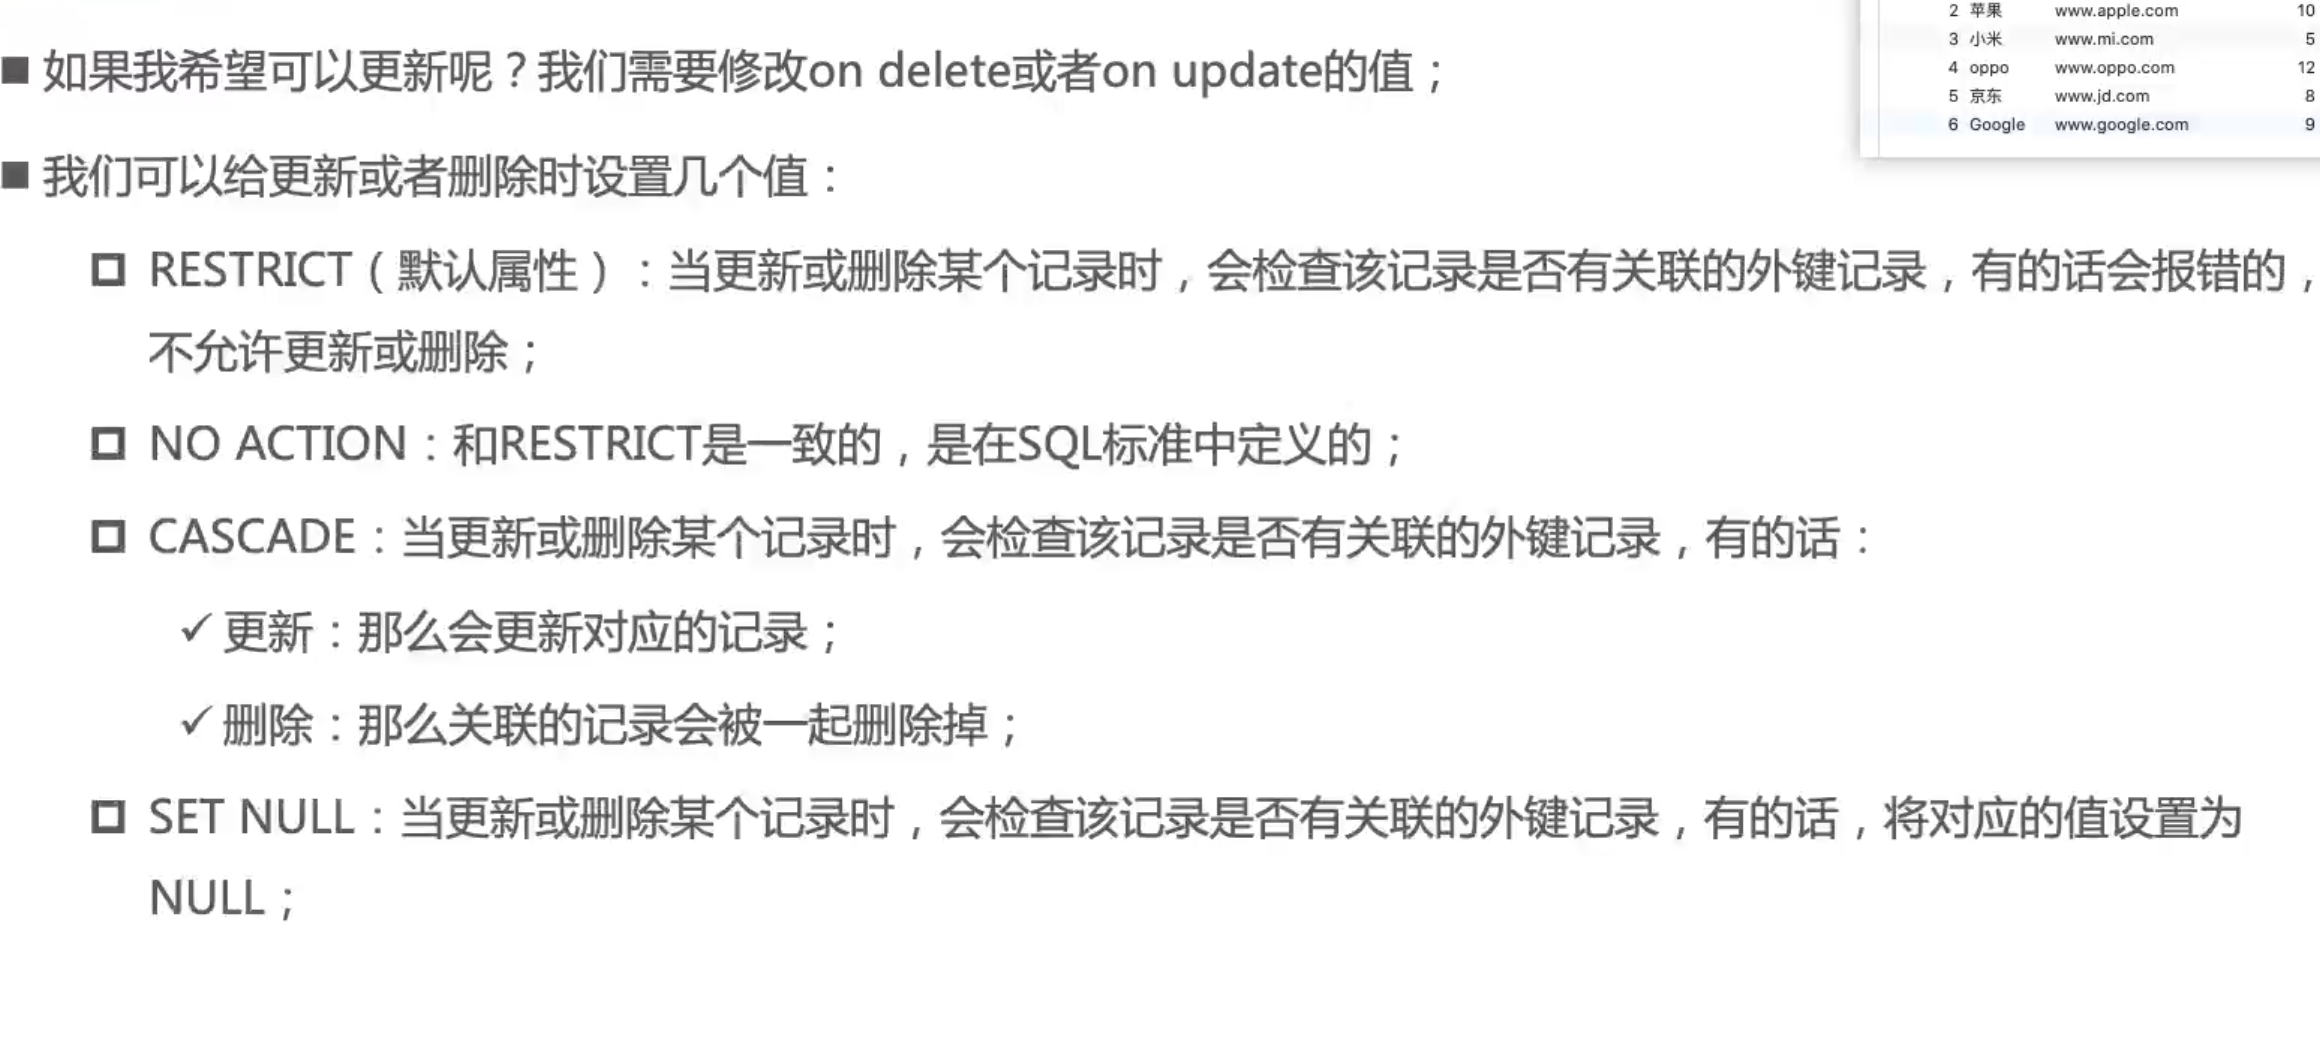 2 苹果 www.apple.com 10
3 小米 www.mi.com 5
4 oppo www.oppo.com 12
5 京东 www.jd.com 8
6 Google www.google.com 9
如果我希望可以更新呢？我们需要修改on delete或者on update的值；
我们可以给更新或者删除时设置几个值：
RESTRICT（默认属性）：当更新或删除某个记录时，会检查该记录是否有关联的外键记录，有的话会报错的，
不允许更新或删除；
NO ACTION：和RESTRICT是一致的，是在SQL标准中定义的；
CASCADE：当更新或删除某个记录时，会检查该记录是否有关联的外键记录，有的话：
更新：那么会更新对应的记录；
删除：那么关联的记录会被一起删除掉；
SET NULL：当更新或删除某个记录时，会检查该记录是否有关联的外键记录，有的话，将对应的值设置为
NULL；